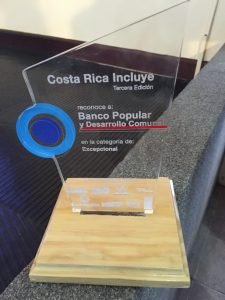 Costa Rica Incluye
Tercera Edición
reconoce a:
Banco Popular
y Desarrollo Comunal
en la categoría de:
Excepcional